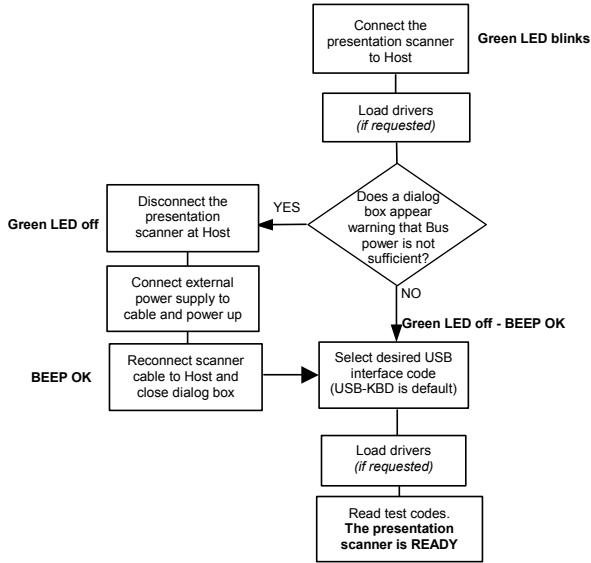 Connect the
presentation scanner
to Host
Green LED blinks
Load drivers
(if requested)
Does a dialog
box appear
warning that Bus
power is not
sufficient?
YES
Disconnect the
presentation
scanner at Host
Green LED off
Connect external
power supply to
cable and power up
Reconnect scanner
cable to Host and
close dialog box
BEEP OK
NO
Green LED off - BEEP OK
Select desired USB
interface code
(USB-KBD is default)
Load drivers
(if requested)
Read test codes.
The presentation
scanner is READY